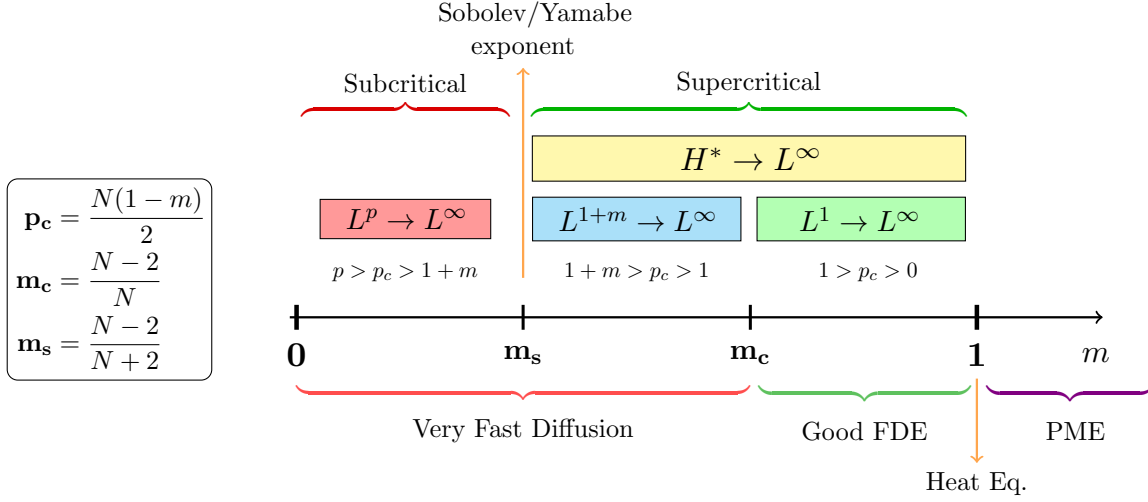 Sobolev/Yamabe
exponent
Subcritical
Supercritical
H* → L^∞
L^p → L^∞
L^{1+m} → L^∞
L^1 → L^∞
p > p_c > 1 + m
1 + m > p_c > 1
1 > p_c > 0
p_c = N(1 − m)/2
m_c = N − 2/N
m_s = N − 2/N + 2
0
m_s
m_c
1
m
Very Fast Diffusion
Good FDE
PME
Heat Eq.